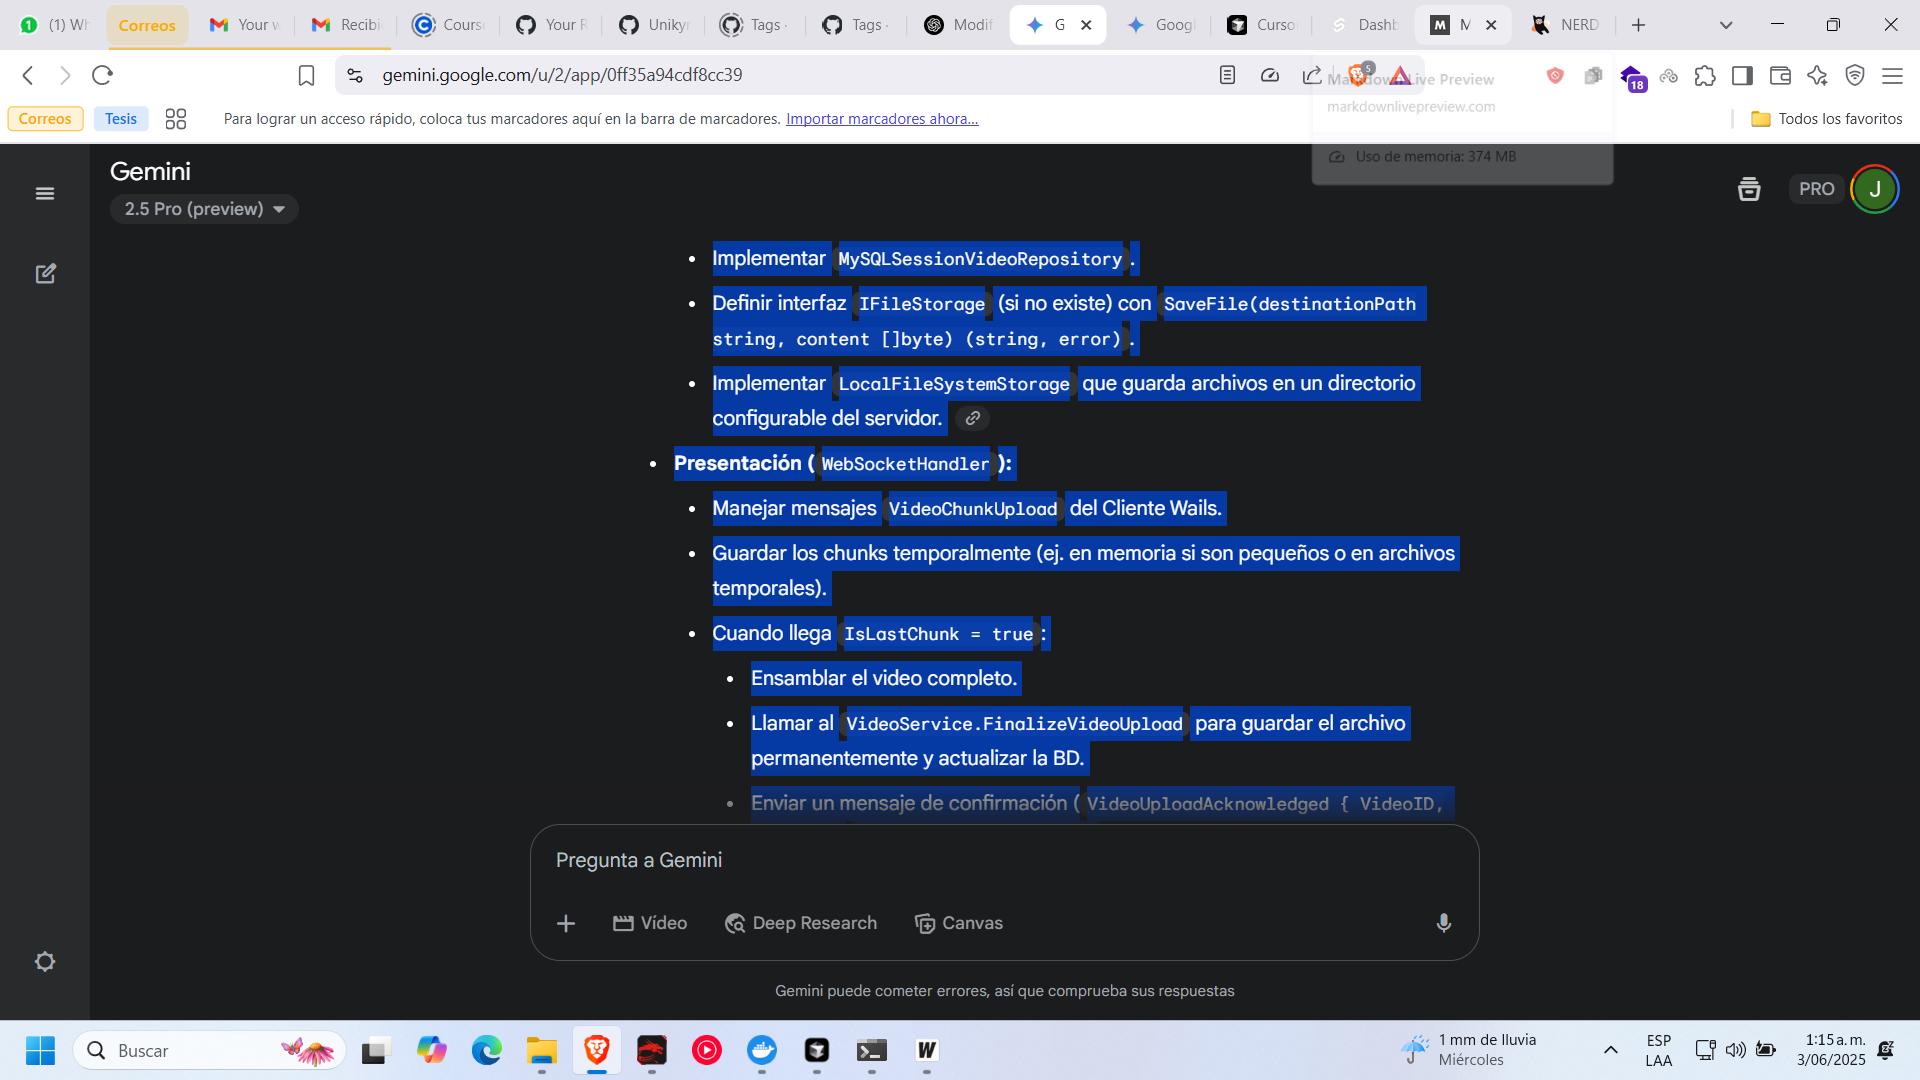 (1) Wh
Correos
Your w
Recibi
Cours
Your R
Unikyr
Tags ·
Tags ·
Modif
G
Googl
Curso
Dashb
M
NERD
gemini.google.com/u/2/app/0ff35a94cdf8cc39
5
18
Markdown Live Preview
markdownlivepreview.com
Uso de memoria: 374 MB
Correos
Tesis
Para lograr un acceso rápido, coloca tus marcadores aquí en la barra de marcadores. Importar marcadores ahora...
Todos los favoritos
Gemini
2.5 Pro (preview)
PRO
J
Implementar MySQLSessionVideoRepository .
Definir interfaz IFileStorage (si no existe) con SaveFile(destinationPath
string, content []byte) (string, error) .
Implementar LocalFileSystemStorage que guarda archivos en un directorio
configurable del servidor.
Presentación ( WebSocketHandler ):
Manejar mensajes VideoChunkUpload del Cliente Wails.
Guardar los chunks temporalmente (ej. en memoria si son pequeños o en archivos
temporales).
Cuando llega IsLastChunk = true :
Ensamblar el video completo.
Llamar al VideoService.FinalizeVideoUpload para guardar el archivo
permanentemente y actualizar la BD.
Enviar un mensaje de confirmación ( VideoUploadAcknowledged { VideoID,
Pregunta a Gemini
Vídeo
Deep Research
Canvas
Gemini puede cometer errores, así que comprueba sus respuestas
Buscar
W
1 mm de lluvia
Miércoles
ESP
LAA
1:15 a. m.
3/06/2025